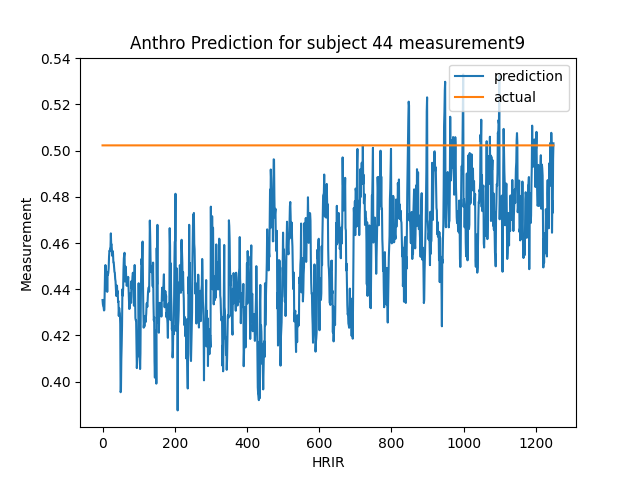 Anthro Prediction for subject 44 measurement9
prediction
actual
Measurement
0.54
0.52
0.50
0.48
0.46
0.44
0.42
0.40
0 200 400 600 800 1000 1200
HRIR